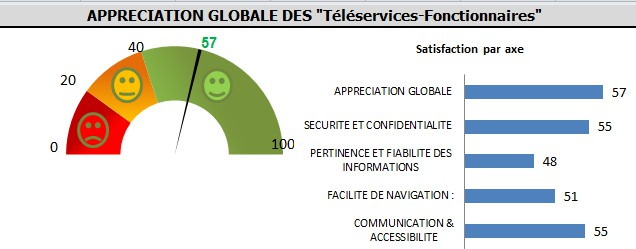 APPRECIATION GLOBALE DES "Téléservices-Fonctionnaires"
0
20
40
57
100
Satisfaction par axe
APPRECIATION GLOBALE 57
SECURITE ET CONFIDENTIALITE 55
PERTINENCE ET FIABILITE DES
INFORMATIONS 48
FACILITE DE NAVIGATION : 51
COMMUNICATION &
ACCESSIBILITE 55